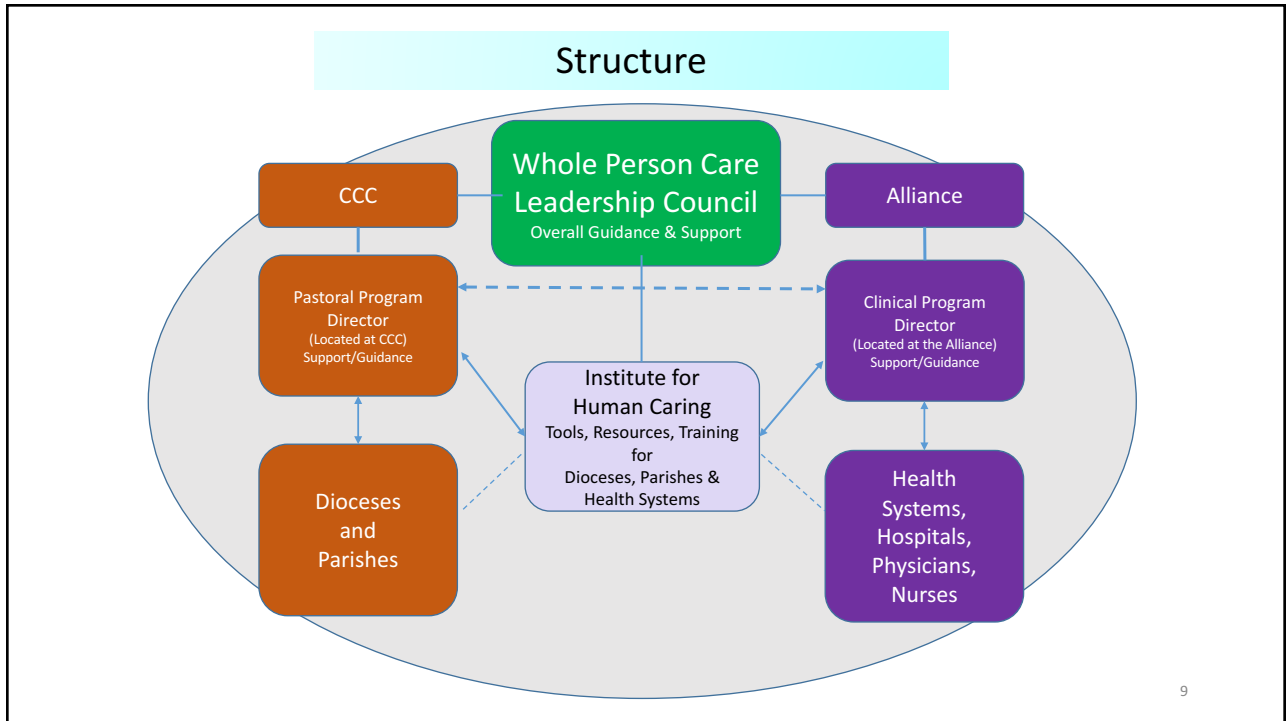 Structure
Whole Person Care
Leadership Council
Overall Guidance & Support
CCC
Alliance
Pastoral Program
Director
(Located at CCC)
Support/Guidance
Clinical Program
Director
(Located at the Alliance)
Support/Guidance
Institute for
Human Caring
Tools, Resources, Training
for
Dioceses, Parishes &
Health Systems
Dioceses
and
Parishes
Health
Systems,
Hospitals,
Physicians,
Nurses
9